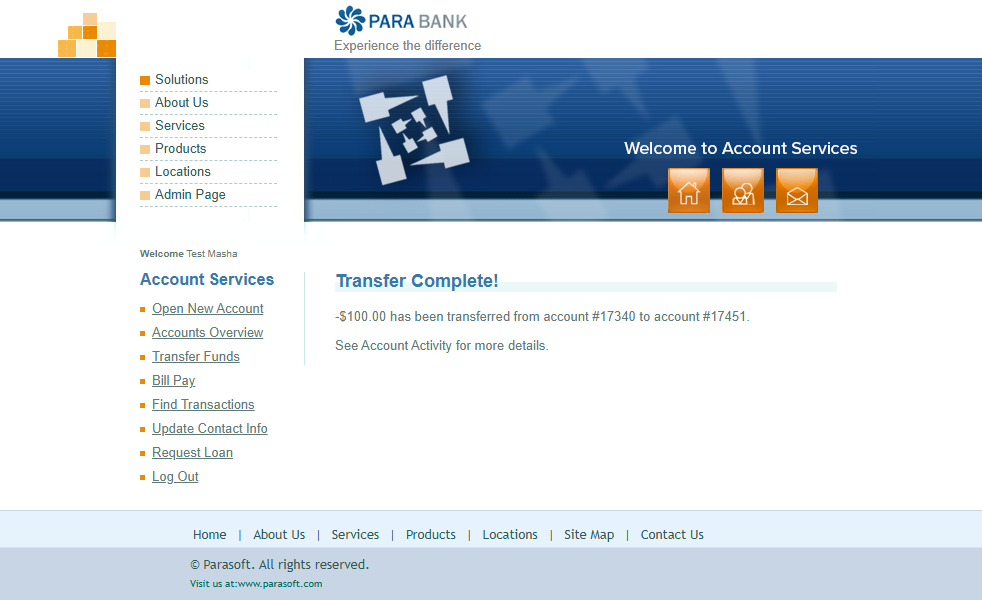 PARA BANK
Experience the difference
Solutions
About Us
Services
Products
Locations
Admin Page
Welcome to Account Services
Welcome Test Masha
Account Services
Open New Account
Accounts Overview
Transfer Funds
Bill Pay
Find Transactions
Update Contact Info
Request Loan
Log Out
Transfer Complete!
-$100.00 has been transferred from account #17340 to account #17451.
See Account Activity for more details.
Home | About Us | Services | Products | Locations | Site Map | Contact Us
© Parasoft. All rights reserved.
Visit us at:www.parasoft.com